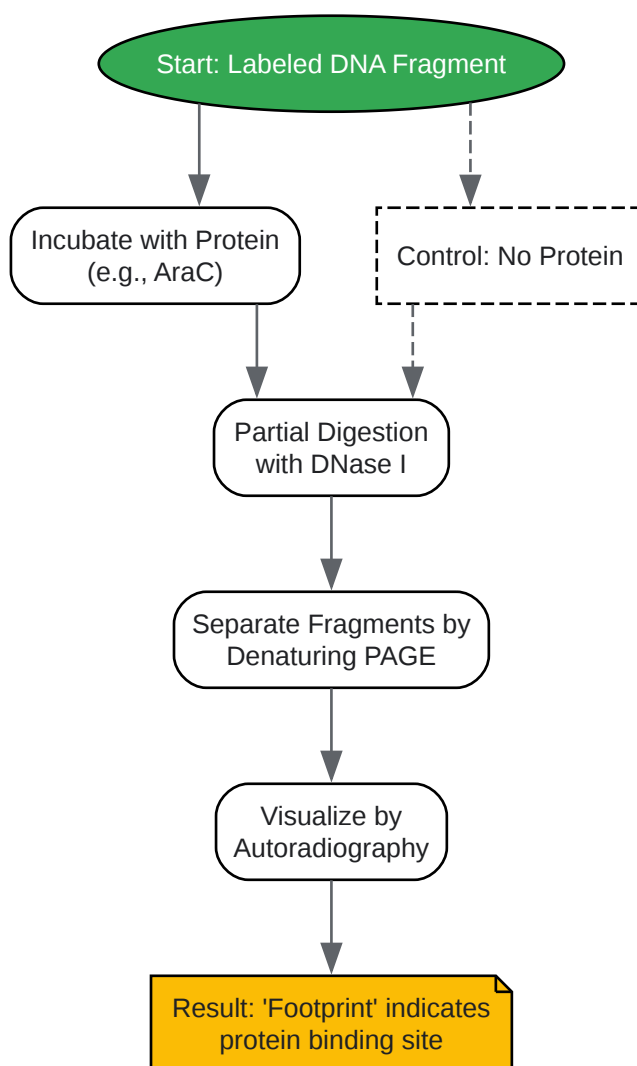 Start: Labeled DNA Fragment
Incubate with Protein
(e.g., AraC)
Control: No Protein
Partial Digestion
with DNase I
Separate Fragments by
Denaturing PAGE
Visualize by
Autoradiography
Result: 'Footprint' indicates
protein binding site